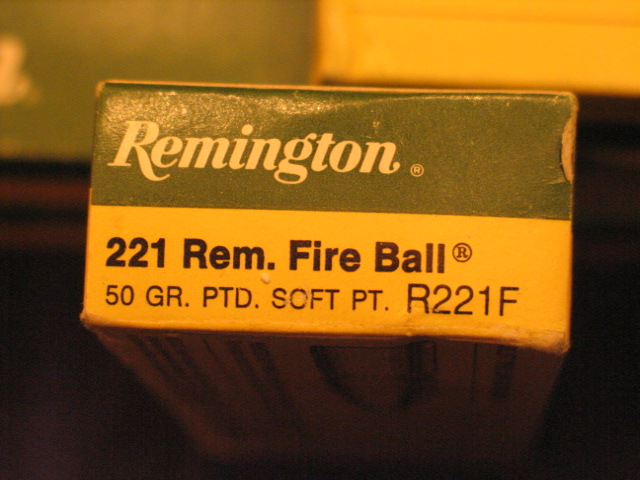 Remington®
221 Rem. Fire Ball®
50 GR. PTD. SOFT PT. R221F